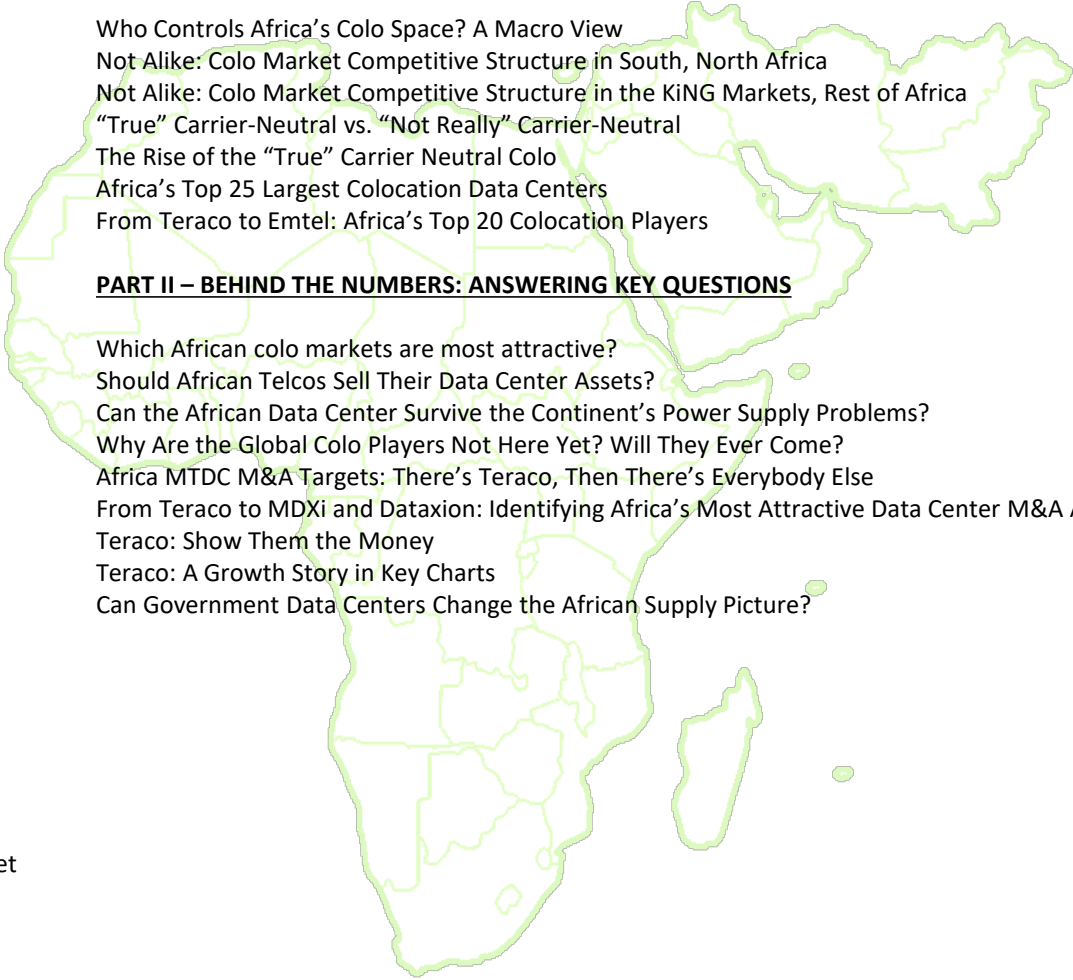 Who Controls Africa’s Colo Space? A Macro View
Not Alike: Colo Market Competitive Structure in South, North Africa
Not Alike: Colo Market Competitive Structure in the KiNG Markets, Rest of Africa
“True” Carrier-Neutral vs. “Not Really” Carrier-Neutral
The Rise of the “True” Carrier Neutral Colo
Africa’s Top 25 Largest Colocation Data Centers
From Teraco to Emtel: Africa’s Top 20 Colocation Players
PART II – BEHIND THE NUMBERS: ANSWERING KEY QUESTIONS
Which African colo markets are most attractive?
Should African Telcos Sell Their Data Center Assets?
Can the African Data Center Survive the Continent’s Power Supply Problems?
Why Are the Global Colo Players Not Here Yet? Will They Ever Come?
Africa MTDC M&A Targets: There’s Teraco, Then There’s Everybody Else
From Teraco to MDXi and Dataxion: Identifying Africa’s Most Attractive Data Center M&A
Teraco: Show Them the Money
Teraco: A Growth Story in Key Charts
Can Government Data Centers Change the African Supply Picture?
et